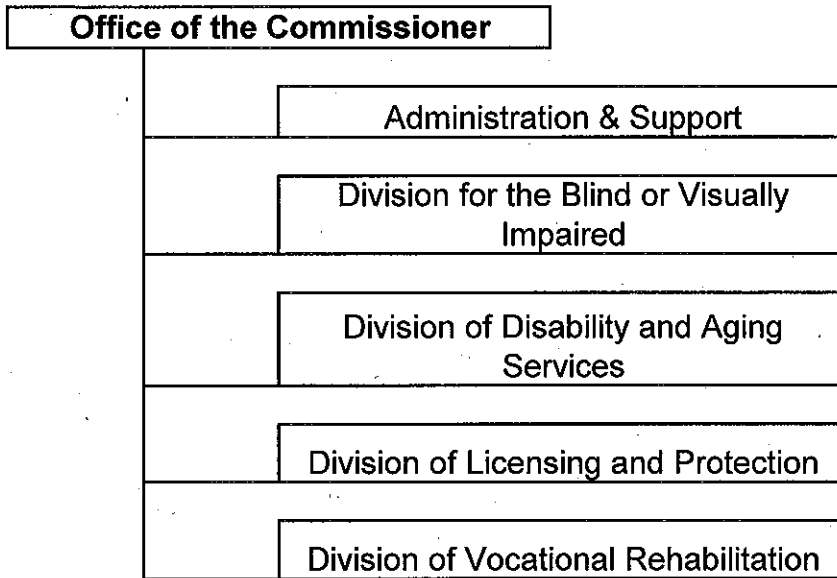 Office of the Commissioner
Administration & Support
Division for the Blind or Visually
Impaired
Division of Disability and Aging
Services
Division of Licensing and Protection
Division of Vocational Rehabilitation